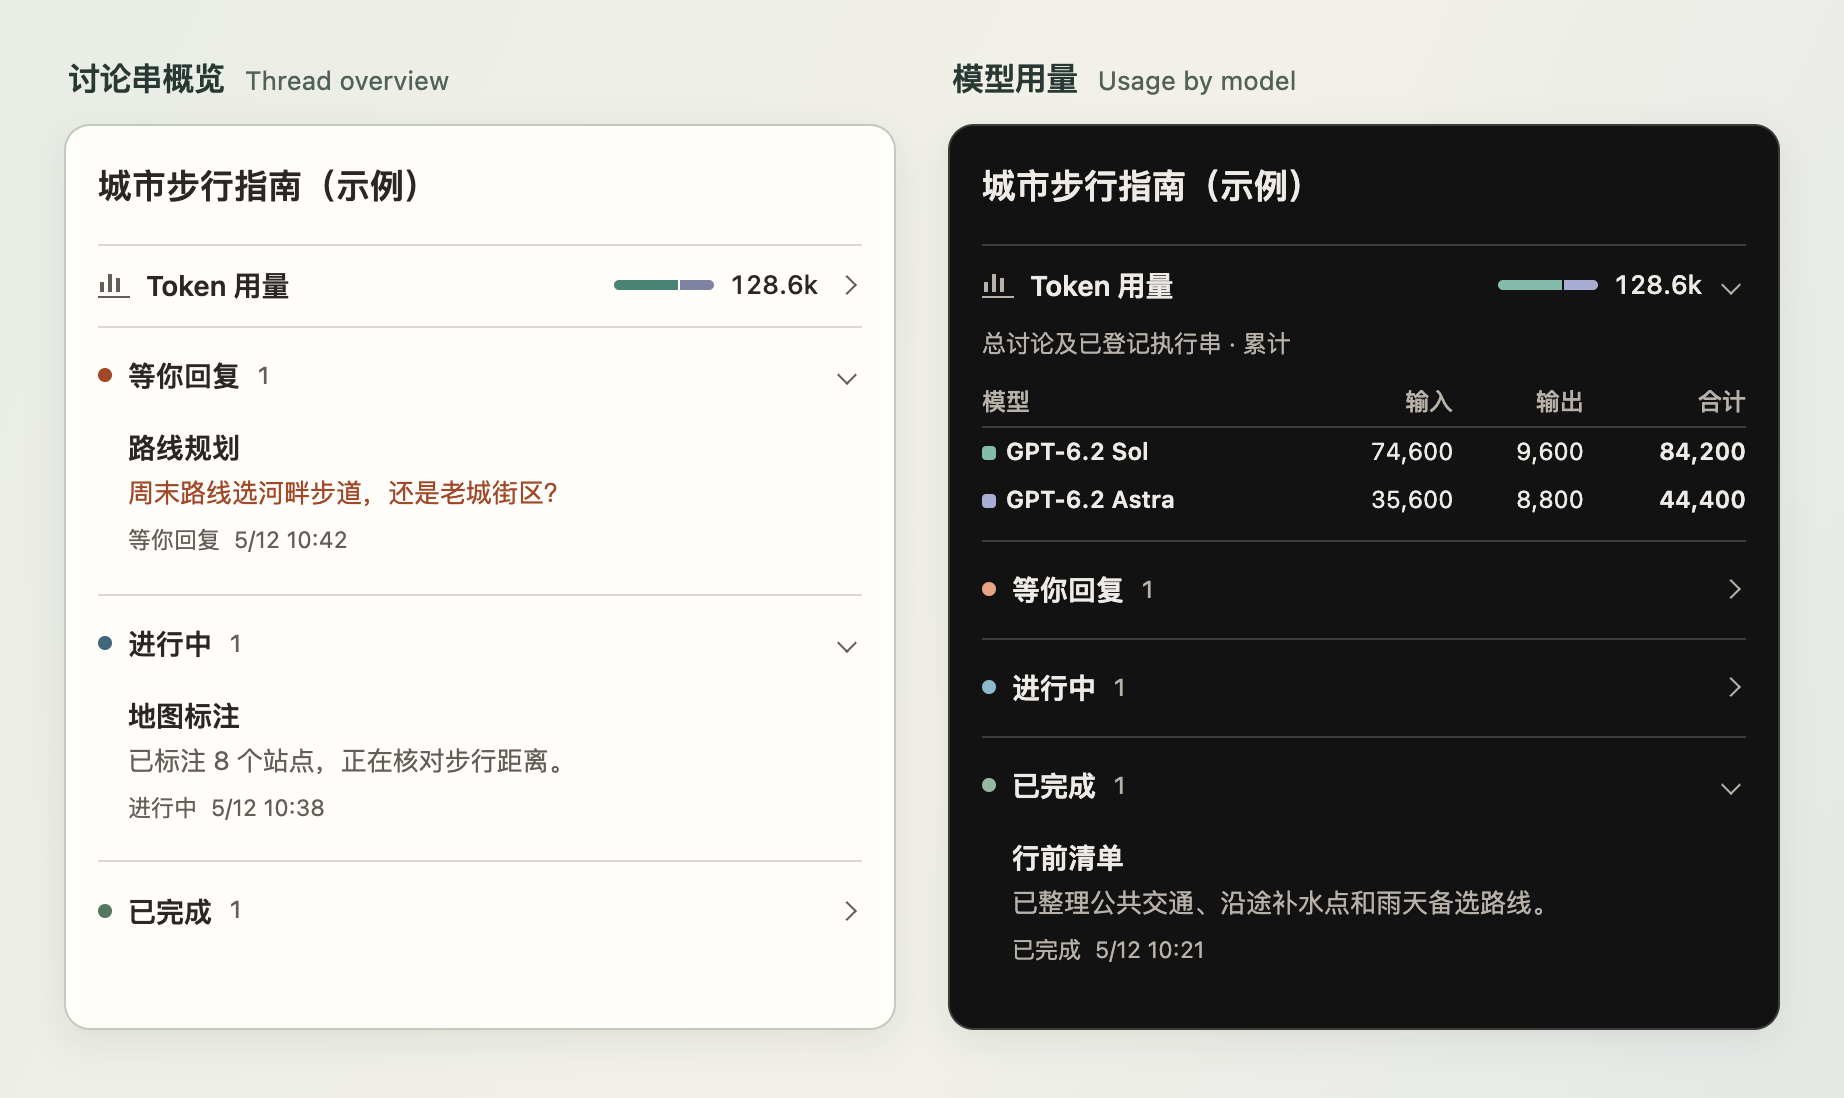 讨论串概览 Thread overview
城市步行指南（示例）
Token 用量 128.6k
等你回复 1
路线规划
周末路线选河畔步道，还是老城街区？
等你回复 5/12 10:42
进行中 1
地图标注
已标注 8 个站点，正在核对步行距离。
进行中 5/12 10:38
已完成 1
模型用量 Usage by model
城市步行指南（示例）
Token 用量 128.6k
总讨论及已登记执行串 · 累计
模型 输入 输出 合计
GPT-6.2 Sol 74,600 9,600 84,200
GPT-6.2 Astra 35,600 8,800 44,400
等你回复 1
进行中 1
已完成 1
行前清单
已整理公共交通、沿途补水点和雨天备选路线。
已完成 5/12 10:21